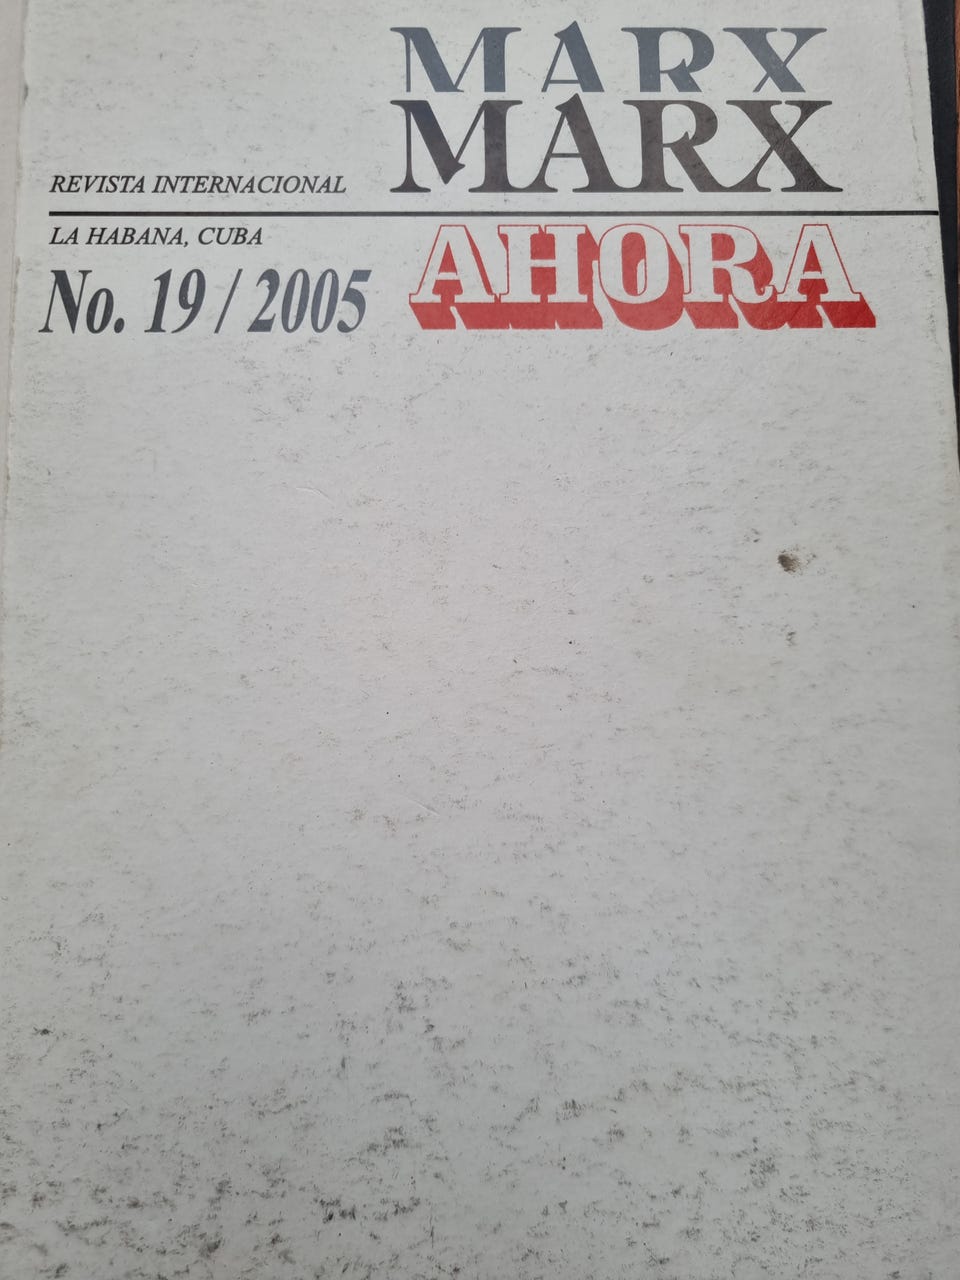 MARX
MARX
REVISTA INTERNACIONAL
LA HABANA, CUBA
AHORA
No. 19 / 2005